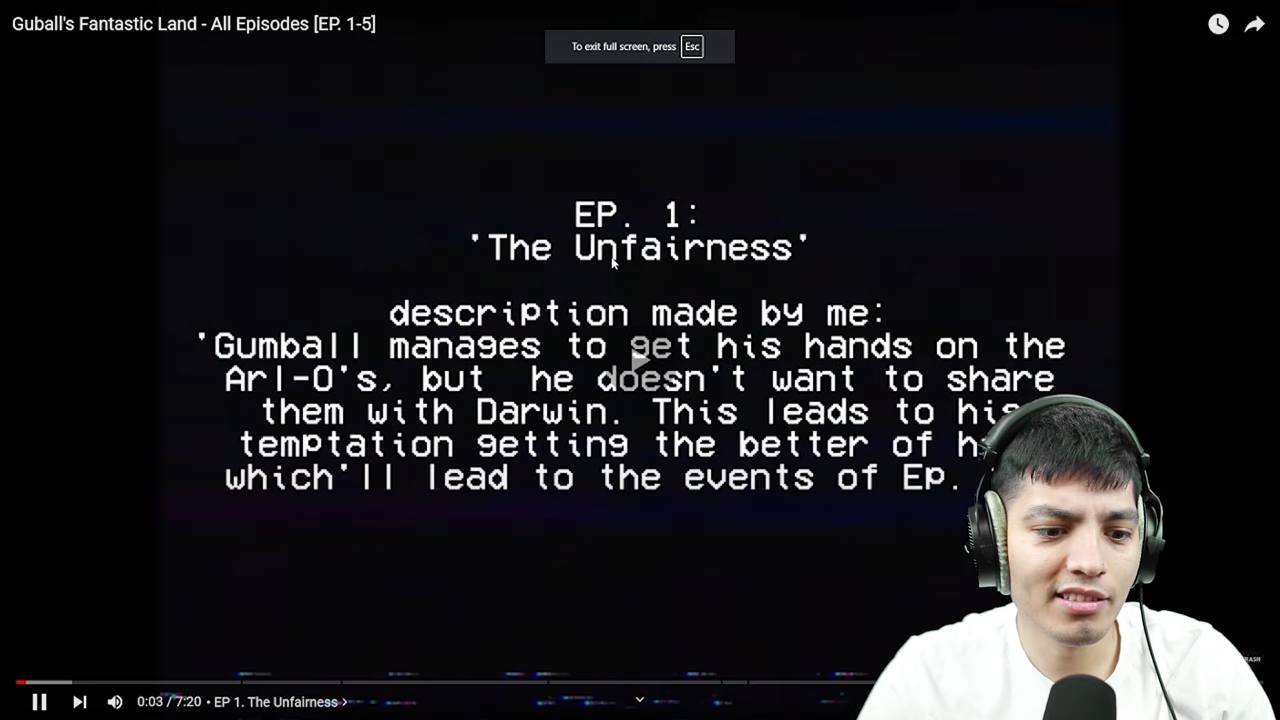 Guball's Fantastic Land - All Episodes [EP. 1-5]
To exit full screen, press Esc
EP. 1:
'The Unfairness'
description made by me:
'Gumball manages to get his hands on the
Arl-O's, but he doesn't want to share
them with Darwin. This leads to his
temptation getting the better of
which'll lead to the events of Ep.
0:03 / 7:20 • EP 1. The Unfairness